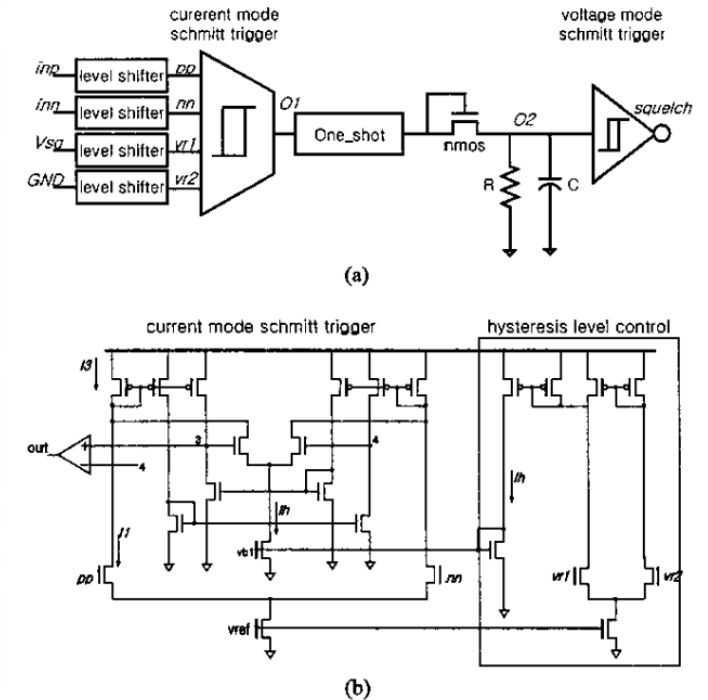 curerent mode
schmitt trigger
voltage mode
schmitt trigger
inp level shifter pp
inn level shifter nn
Vsg level shifter vr1
GND level shifter vr2
O1
One_shot
nmos
O2
R
C
squelch
(a)
current mode schmitt trigger
hysteresis level control
I3
out
+
-
4
3
4
Ih
Ih
I1
vb1
pp
nn
vr1
vr2
vref
(b)